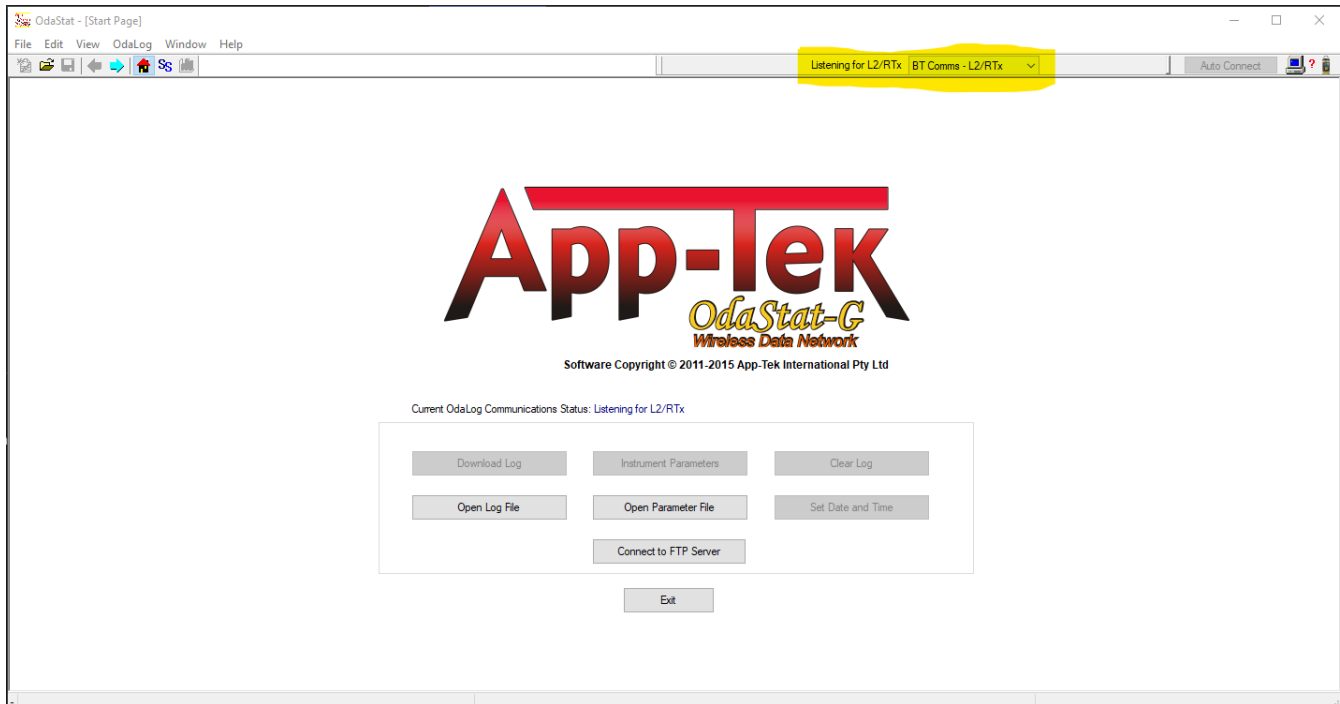 OdaStat - [Start Page]
File Edit View OdaLog Window Help
SS Listening for L2/RTx BT Comms - L2/RTx Auto Connect ?
App-Tek
OdaStat-G
Wireless Data Network
Software Copyright © 2011-2015 App-Tek International Pty Ltd
Current OdaLog Communications Status: Listening for L2/RTx
Download Log Instrument Parameters Clear Log
Open Log File Open Parameter File Set Date and Time
Connect to FTP Server
Exit